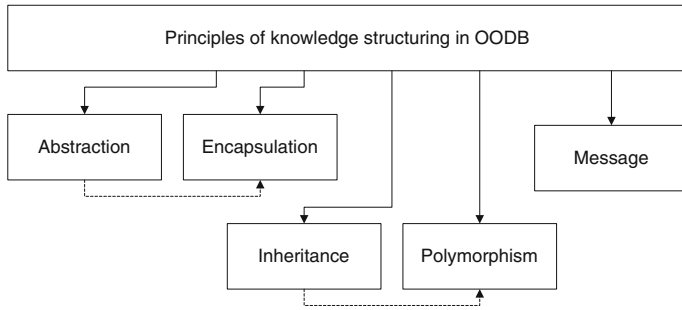 Principles of knowledge structuring in OODB
Abstraction
Encapsulation
Message
Inheritance
Polymorphism